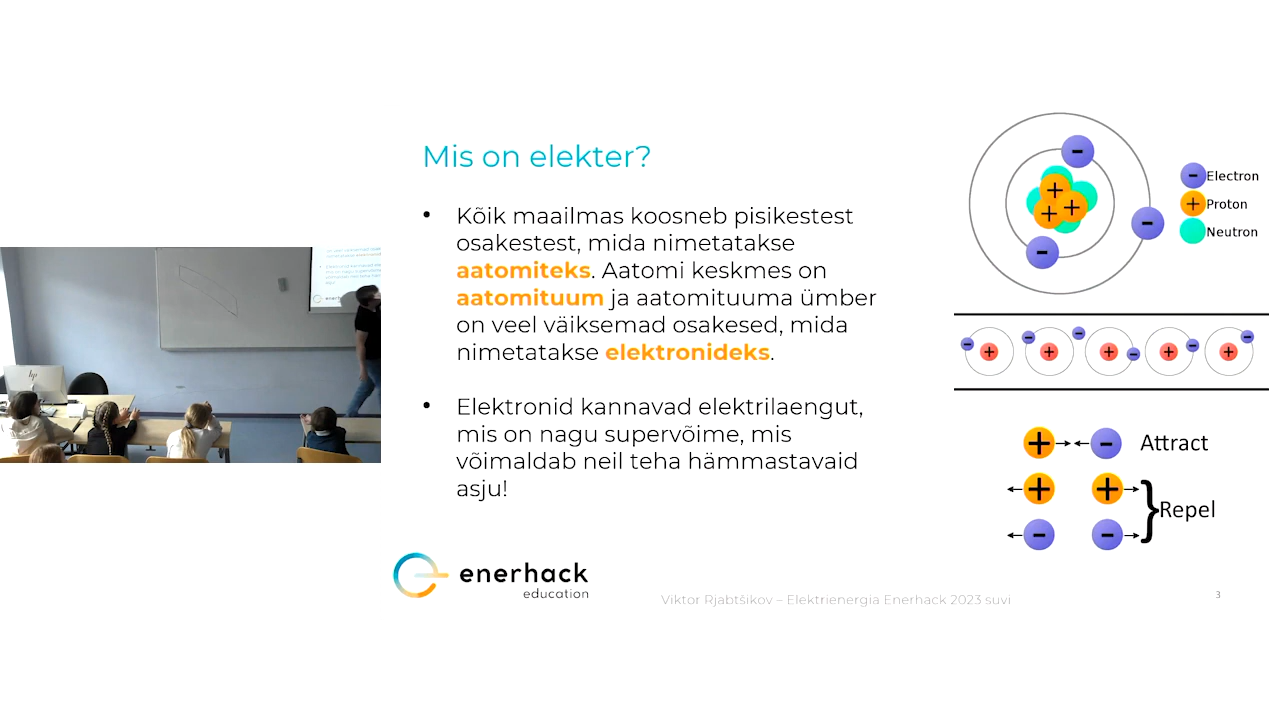 Mis on elekter?
• Kõik maailmas koosneb pisikestest
osakestest, mida nimetatakse
aatomiteks. Aatomi keskmes on
aatomituum ja aatomituuma ümber
on veel väiksemad osakesed, mida
nimetatakse elektronideks.
• Elektronid kannavad elektrilaengut,
mis on nagu supervõime, mis
võimaldab neil teha hämmastavaid
asju!
Electron
Proton
Neutron
Attract
Repel
enerhack
education
Viktor Rjabtšikov – Elektrienergia Enerhack 2023 suvi
3